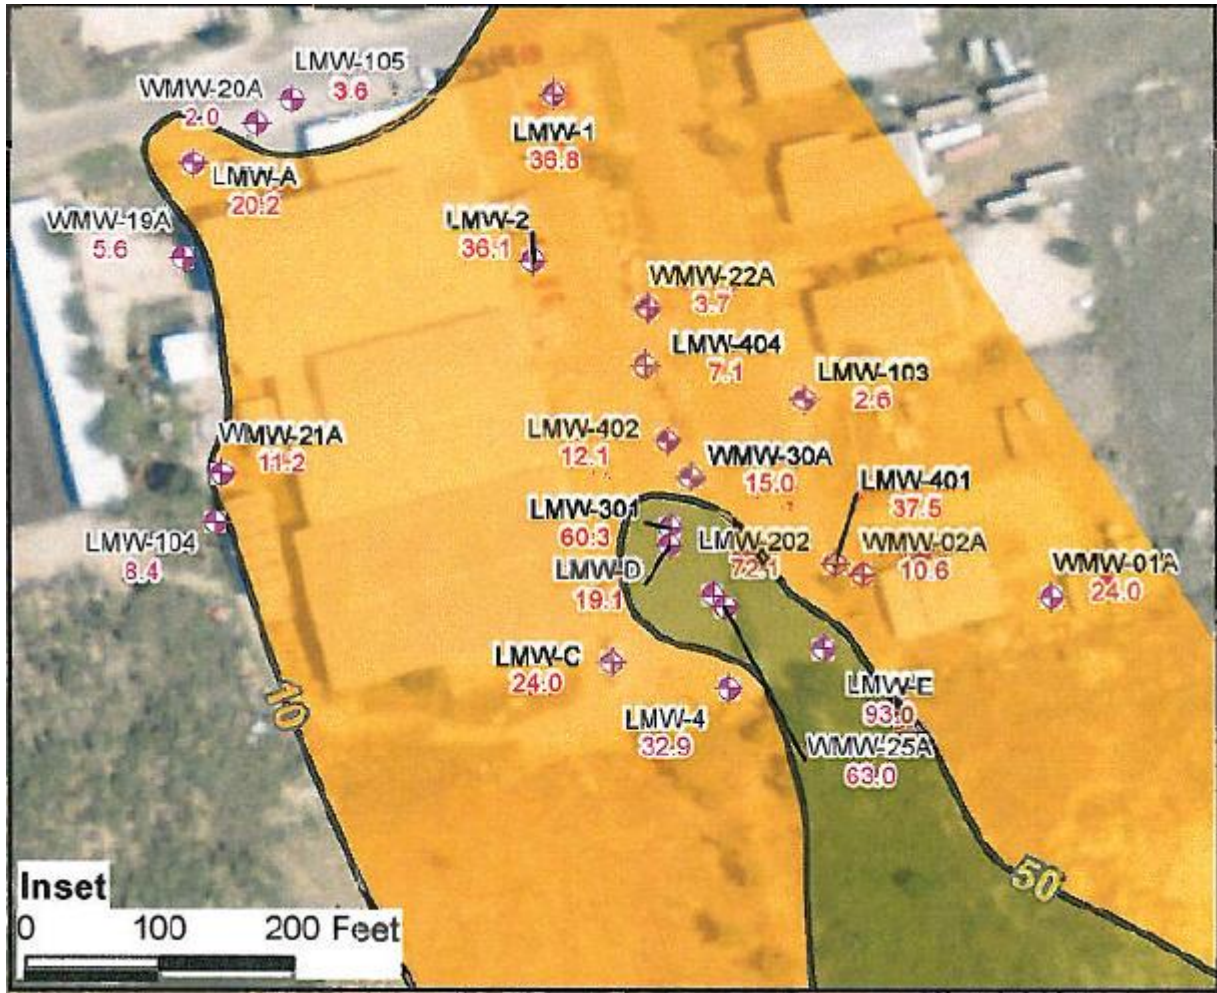 LMW-105
3.6
WMW-20A
2.0
LMW-1
36.8
LMW-A
20.2
WMW-19A
5.6
LMW-2
36.1
WMW-22A
3.7
LMW-404
7.1
LMW-103
2.6
LMW-402
12.1
WMW-21A
11.2
WMW-30A
15.0
LMW-401
37.5
LMW-301
60.3
LMW-202
72.1
WMW-02A
10.6
LMW-104
8.4
LMW-D
19.1
WMW-01A
24.0
LMW-C
24.0
LMW-E
93.0
LMW-4
32.9
WMW-25A
63.0
10
50
Inset
0 100 200 Feet